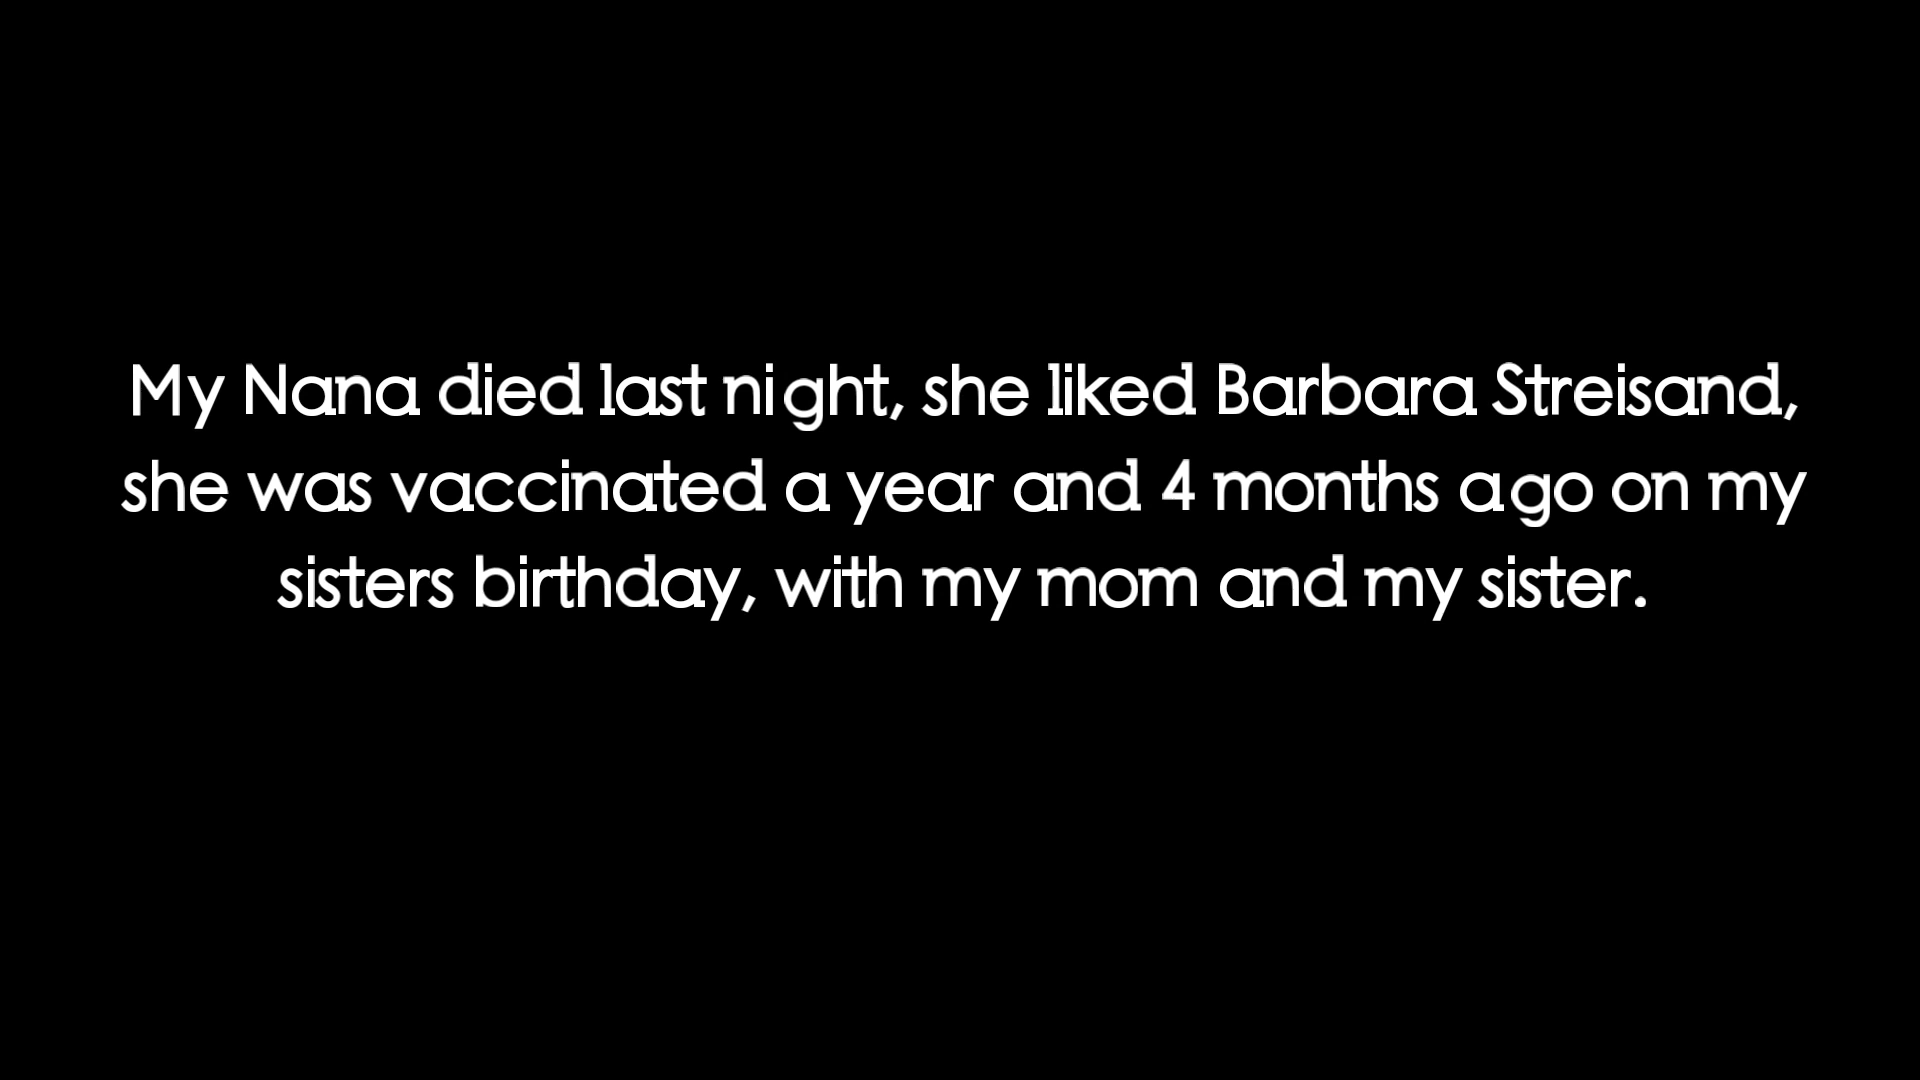 My Nana died last night, she liked Barbara Streisand,
she was vaccinated a year and 4 months ago on my
sisters birthday, with my mom and my sister.